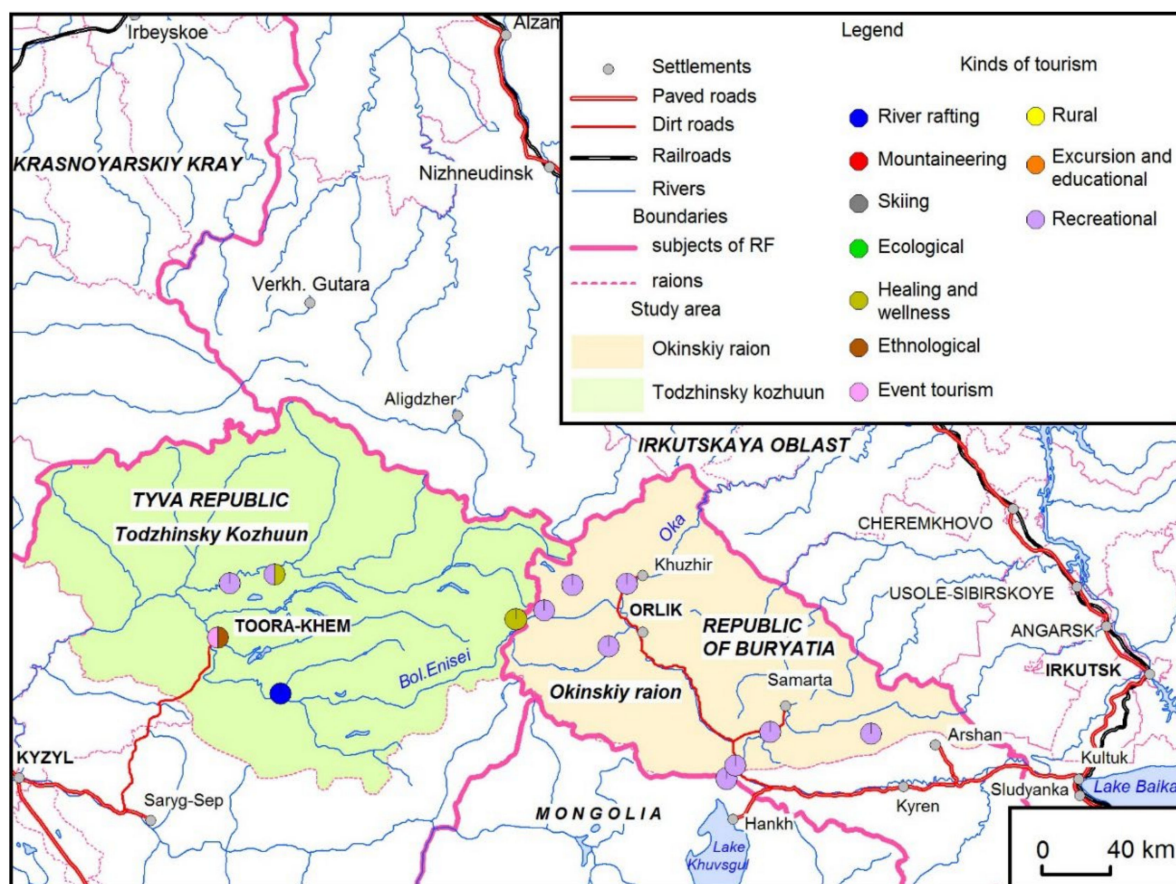 Irbeyskoe
Alzam
KRASNOYARSKIY KRAY
Nizhneudinsk
Verkh. Gutara
Aligdzher
Legend
Settlements
Paved roads
Dirt roads
Railroads
Rivers
Boundaries
subjects of RF
raions
Study area
Okinskiy raion
Todzhinsky kozhuun
Kinds of tourism
River rafting
Mountaineering
Skiing
Ecological
Healing and
wellness
Ethnological
Event tourism
Rural
Excursion and
educational
Recreational
IRKUTSKAYA OBLAST
TYVA REPUBLIC
Todzhinsky Kozhuun
Oka
CHEREMKHOVO
Khuzhir
USOLE-SIBIRSKOYE
TOORA-KHEM
ORLIK
REPUBLIC
OF BURYATIA
ANGARSK
IRKUTSK
Bol.Enisei
Okinskiy raion
Samarta
Arshan
Kultuk
KYZYL
Saryg-Sep
MONGOLIA
Kyren
Sludyanka
Lake Baika
Hankh
Lake
Khuvsgul
0 40 km